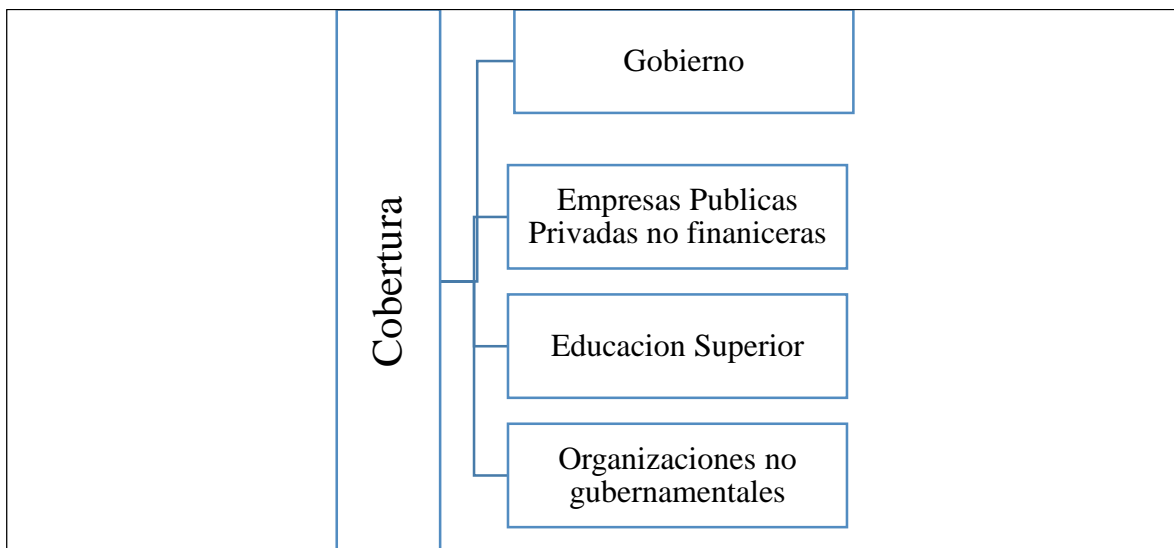 Cobertura
Gobierno
Empresas Publicas
Privadas no finaniceras
Educacion Superior
Organizaciones no
gubernamentales